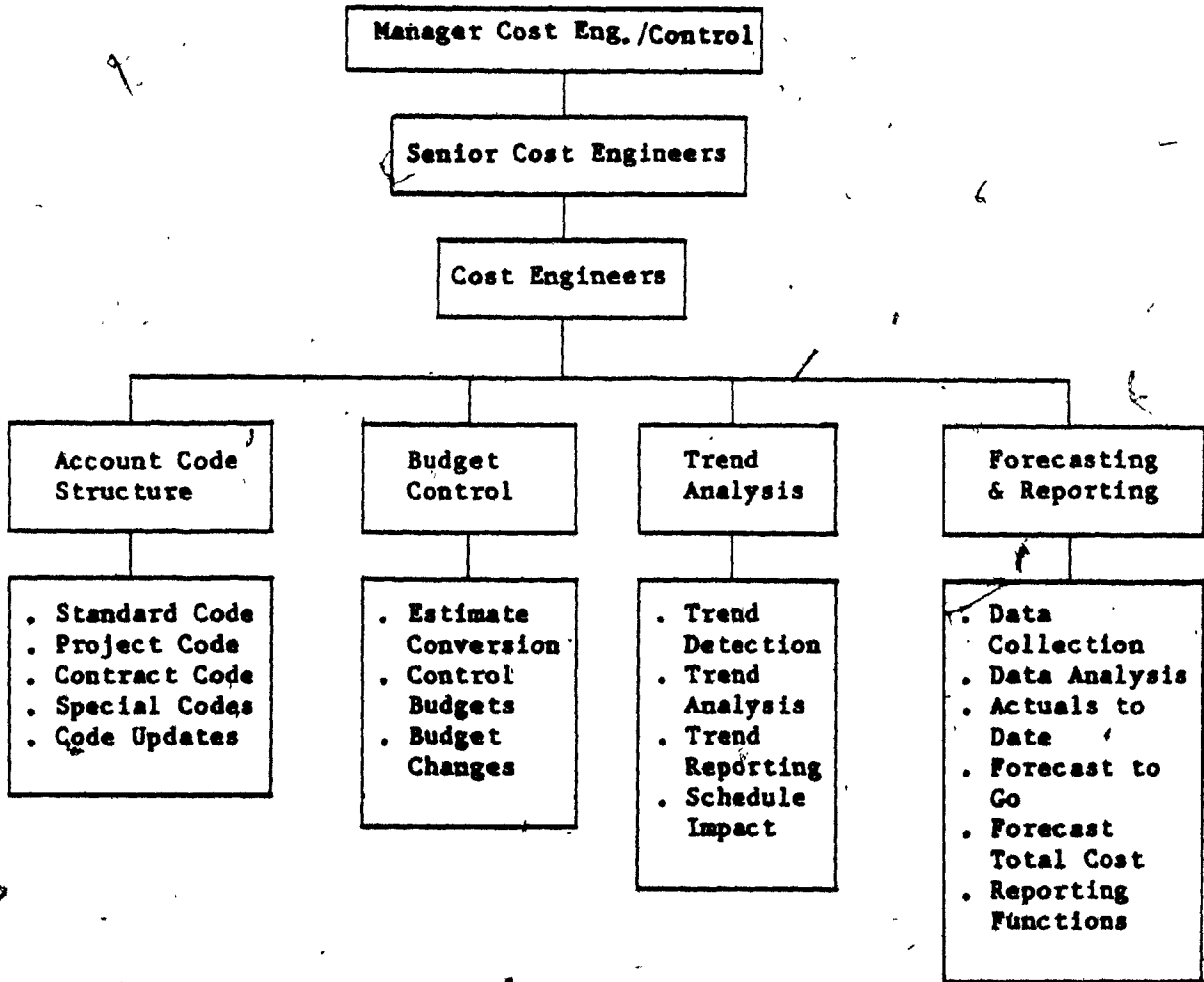 Manager Cost Eng./Control
Senior Cost Engineers
Cost Engineers
Account Code
Structure
Budget
Control
Trend
Analysis
Forecasting
& Reporting
. Standard Code
. Project Code
. Contract Code
. Special Codes
. Code Updates
. Estimate
Conversion
. Control
Budgets
. Budget
Changes
. Trend
Detection
. Trend
Analysis
. Trend
Reporting
. Schedule
Impact
. Data
Collection
. Data Analysis
. Actuals to
Date
. Forecast to
Go
. Forecast
Total Cost
. Reporting
Functions